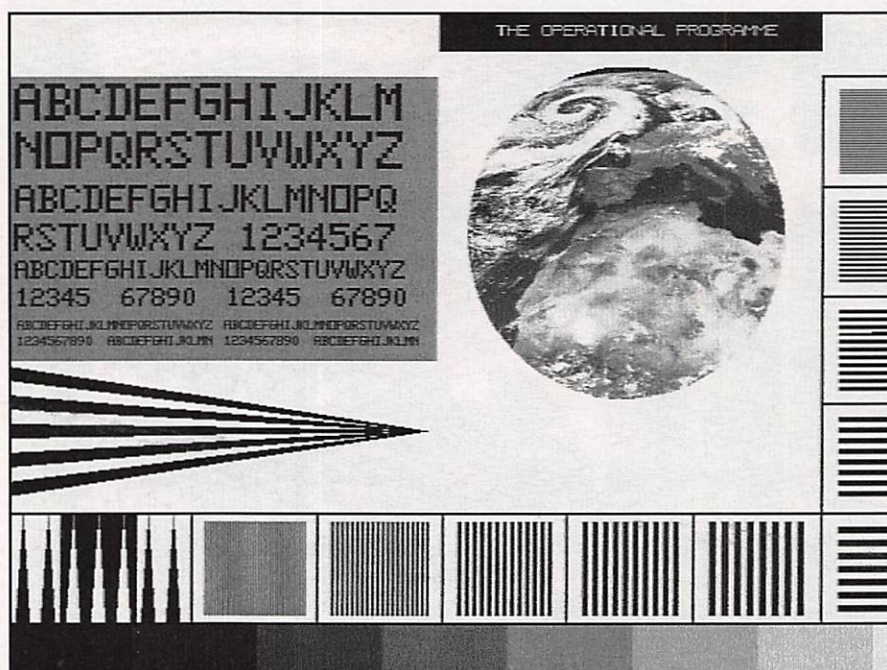 THE OPERATIONAL PROGRAMME
ABCDEFGHIJKLM
NOPQRSTUVWXYZ
ABCDEFGHIJKLMNOPQ
RSTUVWXYZ 1234567
ABCDEFGHIJKLMNOPQRSTUVWXYZ
12345 67890 12345 67890
ABCDEFGHIJKLMNOPQRSTUVWXYZ ABCDEFGHIJKLMNOPQRSTUVWXYZ
1234567890 ABCDEFGHIJKLMN 1234567890 ABCDEFGHIJKLMN